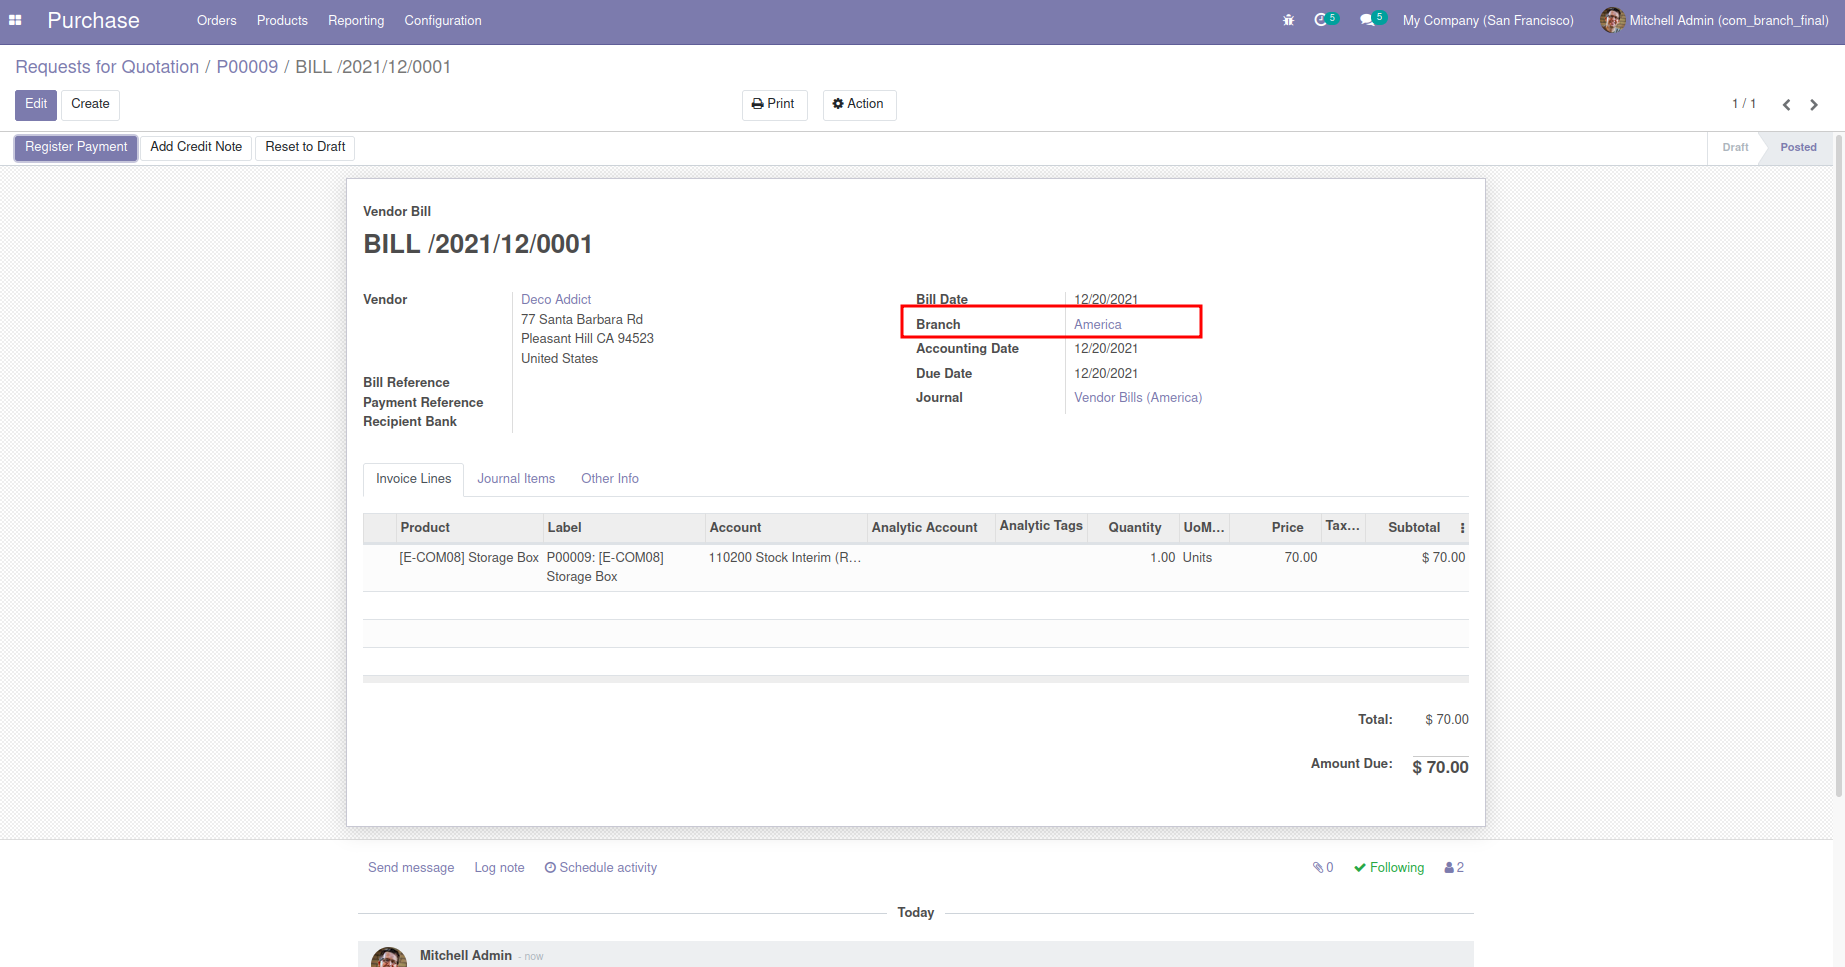 Purchase Orders Products Reporting Configuration 5 5 My Company (San Francisco) Mitchell Admin (com_branch_final)
Requests for Quotation / P00009 / BILL /2021/12/0001
Edit Create Print Action 1 / 1
Register Payment Add Credit Note Reset to Draft Draft Posted
Vendor Bill
BILL /2021/12/0001
Vendor Deco Addict
77 Santa Barbara Rd
Pleasant Hill CA 94523
United States
Bill Reference
Payment Reference
Recipient Bank
Bill Date 12/20/2021
Branch America
Accounting Date 12/20/2021
Due Date 12/20/2021
Journal Vendor Bills (America)
Invoice Lines Journal Items Other Info
Product Label Account Analytic Account Analytic Tags Quantity UoM... Price Tax... Subtotal
[E-COM08] Storage Box P00009: [E-COM08] 110200 Stock Interim (R... 1.00 Units 70.00 $ 70.00
Storage Box
Total: $ 70.00
Amount Due: $ 70.00
Send message Log note Schedule activity 0 Following 2
Today
Mitchell Admin - now